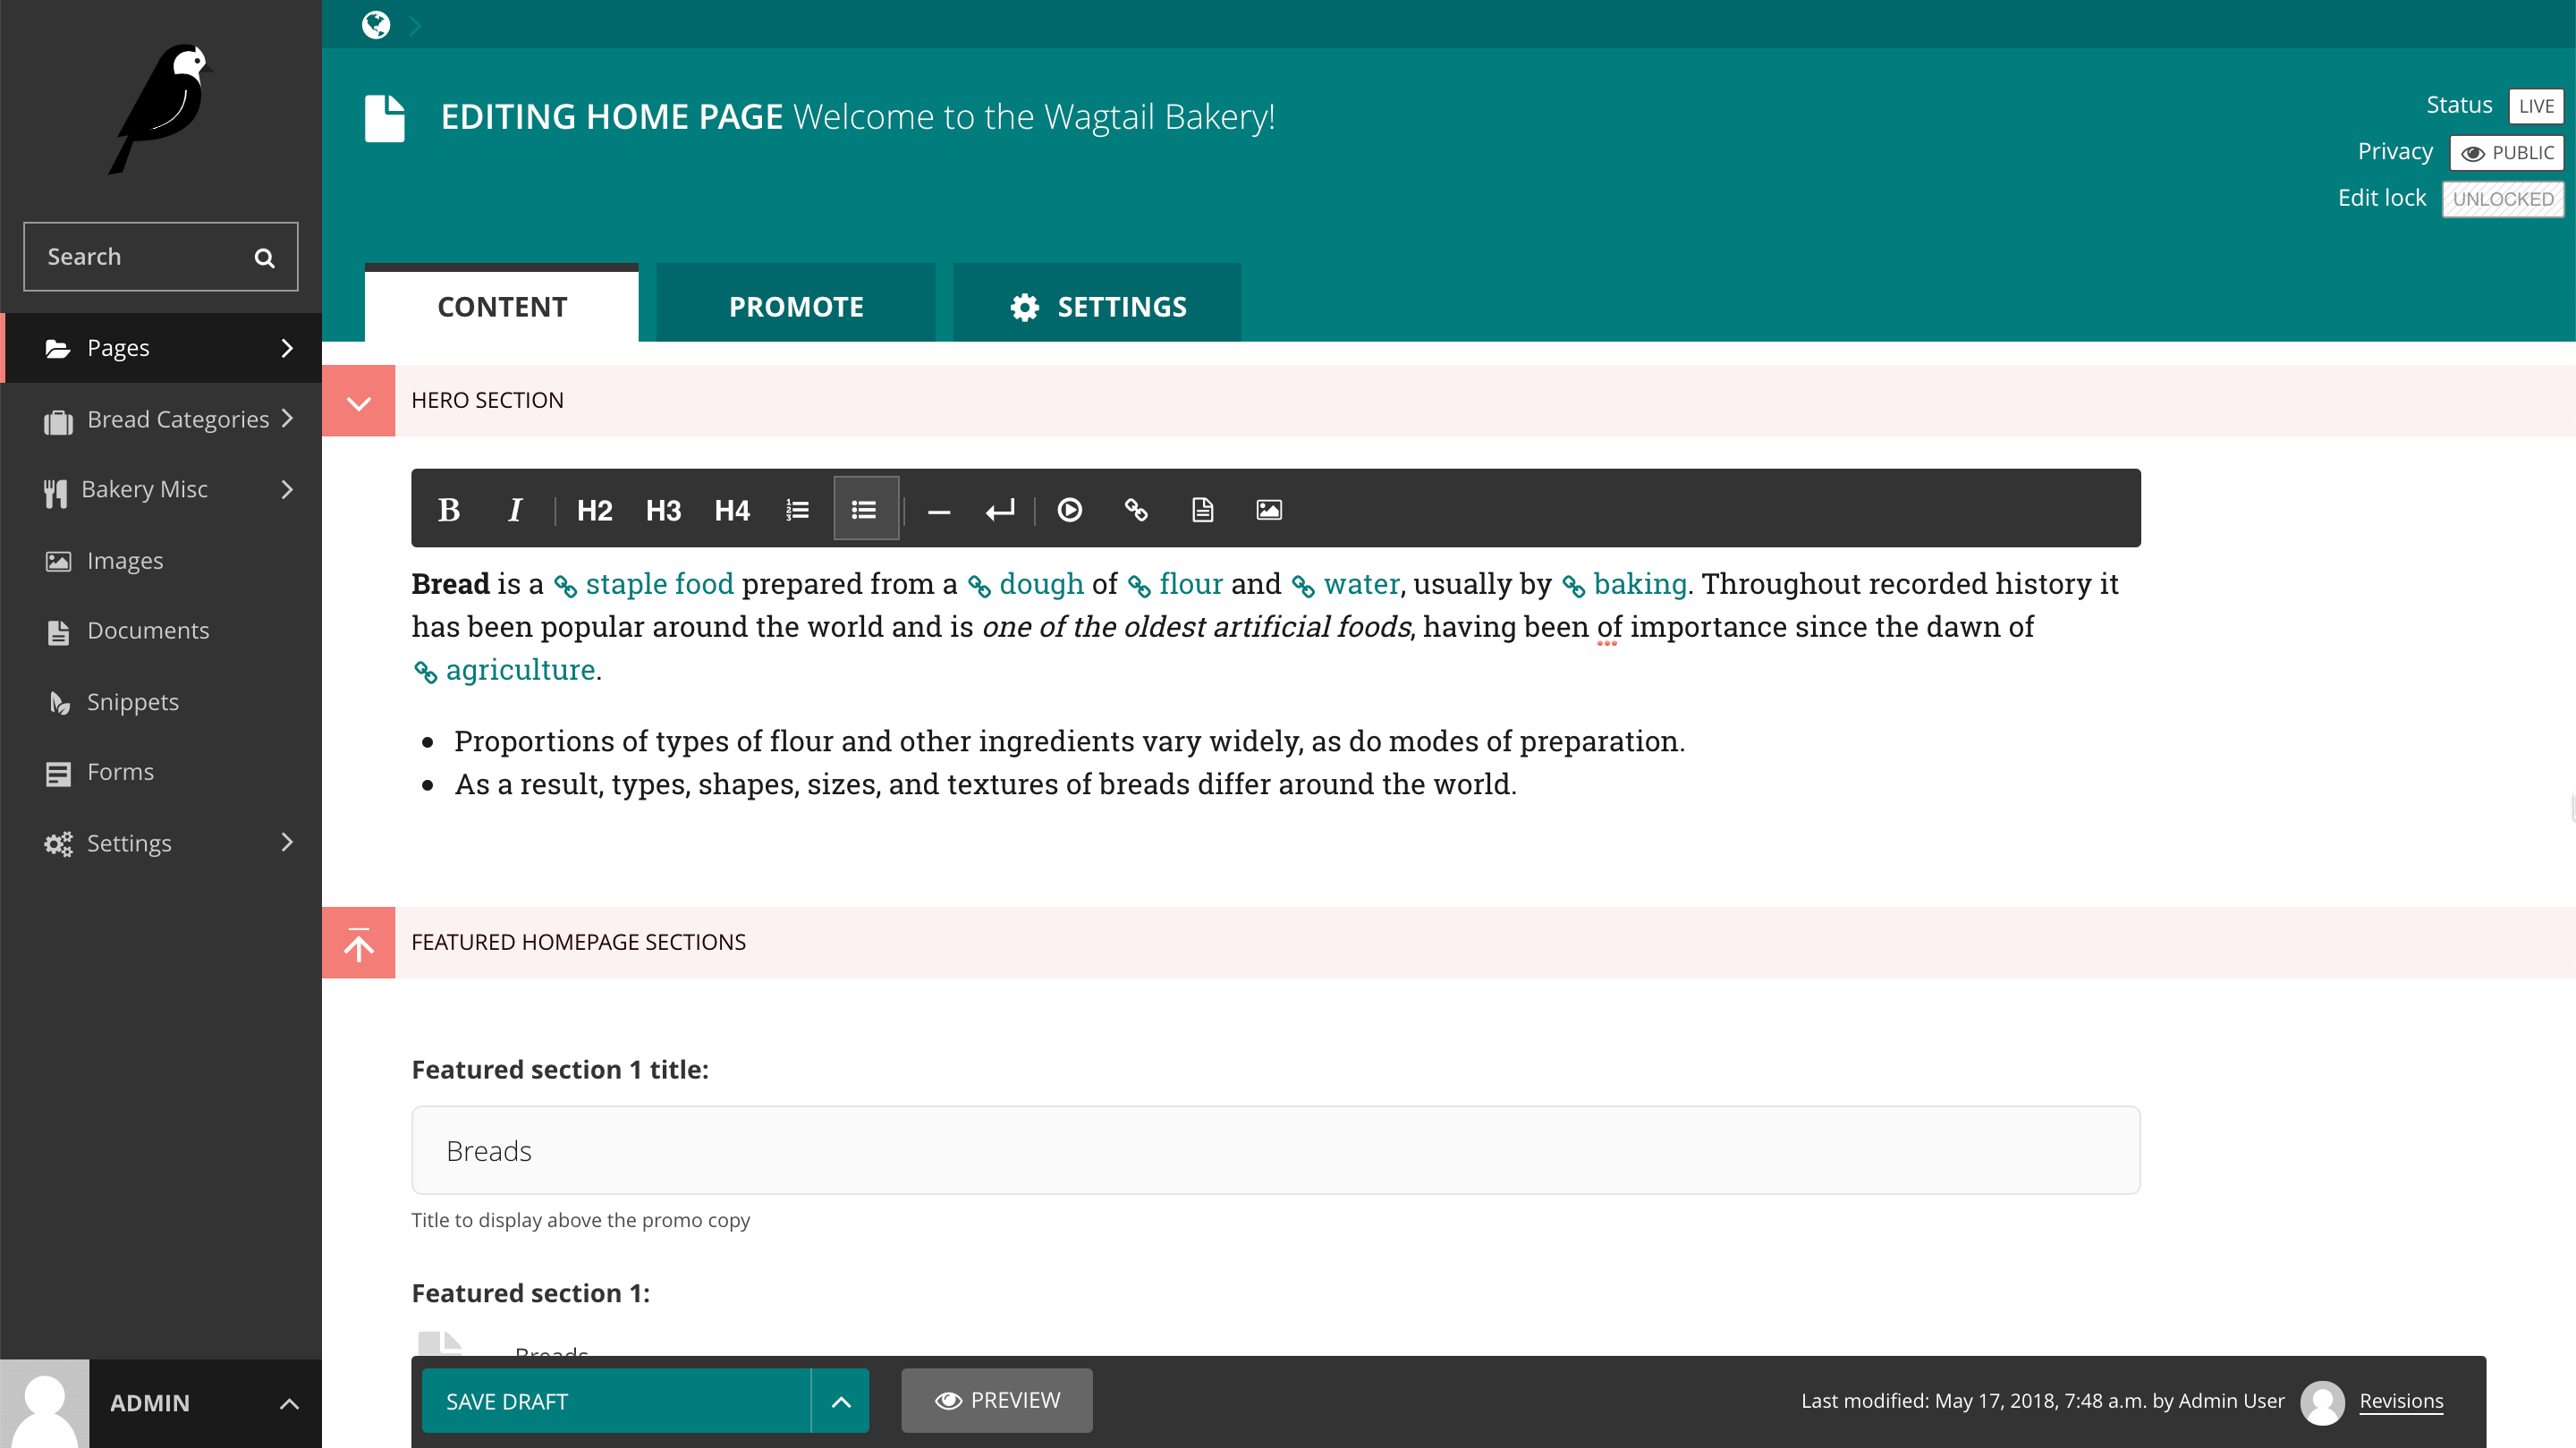 EDITING HOME PAGE Welcome to the Wagtail Bakery!
Status LIVE
Privacy PUBLIC
Edit lock UNLOCKED
Search
Pages
Bread Categories
Bakery Misc
Images
Documents
Snippets
Forms
Settings
ADMIN
CONTENT
PROMOTE
SETTINGS
HERO SECTION
B I H2 H3 H4
Bread is a staple food prepared from a dough of flour and water, usually by baking. Throughout recorded history it
has been popular around the world and is one of the oldest artificial foods, having been of importance since the dawn of
agriculture.
• Proportions of types of flour and other ingredients vary widely, as do modes of preparation.
• As a result, types, shapes, sizes, and textures of breads differ around the world.
FEATURED HOMEPAGE SECTIONS
Featured section 1 title:
Breads
Title to display above the promo copy
Featured section 1:
Breads
SAVE DRAFT
PREVIEW
Last modified: May 17, 2018, 7:48 a.m. by Admin User
Revisions